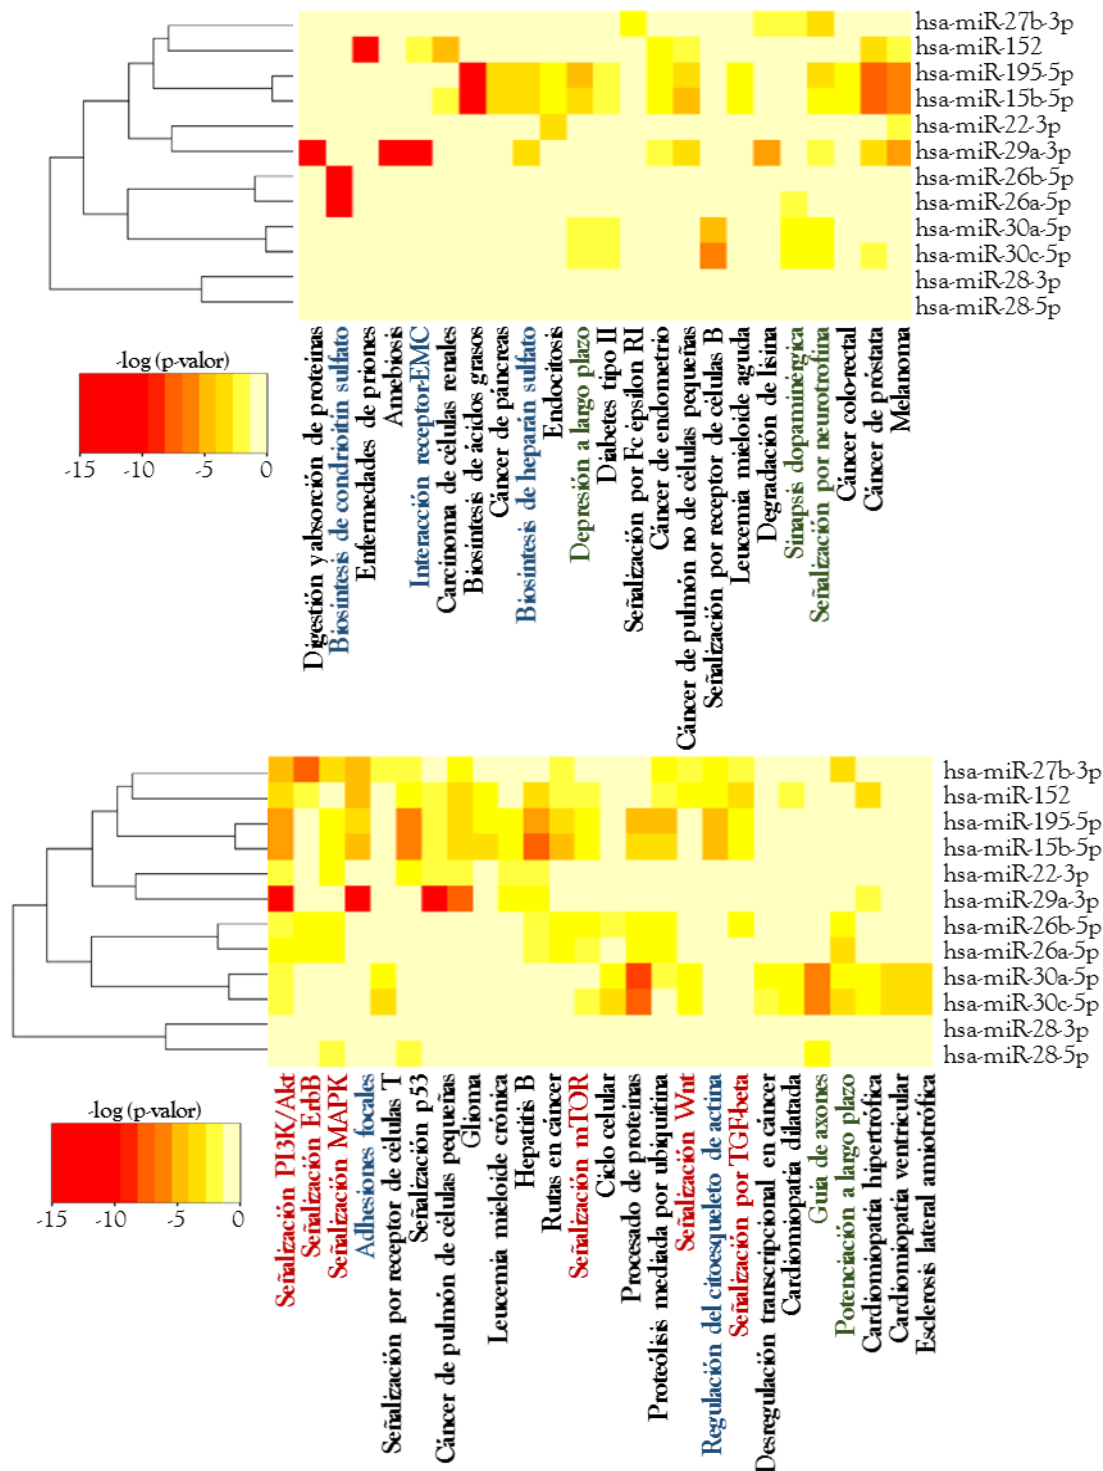 hsa-miR-27b-3p
hsa-miR-152
hsa-miR-195-5p
hsa-miR-15b-5p
hsa-miR-22-3p
hsa-miR-29a-3p
hsa-miR-26b-5p
hsa-miR-26a-5p
hsa-miR-30a-5p
hsa-miR-30c-5p
hsa-miR-28-3p
hsa-miR-28-5p
-log (p-valor)
-15 -10 -5 0
Digestión y absorción de proteínas
Biosíntesis de condrioitín sulfato
Enfermedades de priones
Amebiosis
Interacción receptor-EMC
Carcinoma de células renales
Biosíntesis de ácidos grasos
Cáncer de páncreas
Biosíntesis de heparán sulfato
Endocitosis
Depresión a largo plazo
Diabetes tipo II
Señalización por Fc épsilon RI
Cáncer de endometrio
Cáncer de pulmón no de células pequeñas
Señalización por receptor de células B
Leucemia mieloide aguda
Degradación de lisina
Sinapsis dopaminérgica
Señalización por neurotrofina
Cáncer colo-rectal
Cáncer de próstata
Melanoma
hsa-miR-27b-3p
hsa-miR-152
hsa-miR-195-5p
hsa-miR-15b-5p
hsa-miR-22-3p
hsa-miR-29a-3p
hsa-miR-26b-5p
hsa-miR-26a-5p
hsa-miR-30a-5p
hsa-miR-30c-5p
hsa-miR-28-3p
hsa-miR-28-5p
-log (p-valor)
-15 -10 -5 0
Señalización PI3K/Akt
Señalización ErbB
Señalización MAPK
Adhesiones focales
Señalización por receptor de células T
Señalización p53
Cáncer de pulmón de células pequeñas
Glioma
Leucemia mieloide crónica
Hepatitis B
Rutas en cáncer
Señalización mTOR
Ciclo celular
Procesado de proteínas
Proteólisis mediada por ubiquitina
Señalización Wnt
Regulación del citoesqueleto de actina
Señalización por TGF-beta
Desregulación transcripcional en cáncer
Cardiomiopatía dilatada
Guía de axones
Potenciación a largo plazo
Cardiomiopatía hipertrófica
Cardiomiopatía ventricular
Esclerosis lateral amiotrófica